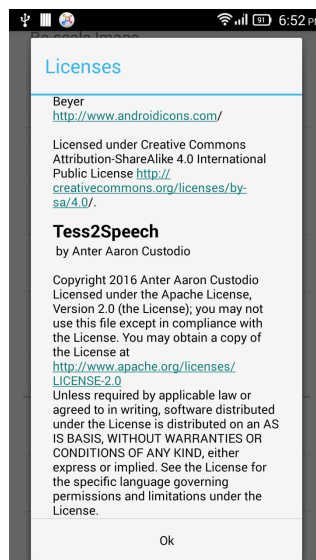 91 6:52 PM
Re-scale Image
Licenses
Beyer
http://www.androidicons.com/
Licensed under Creative Commons
Attribution-ShareAlike 4.0 International
Public License http://
creativecommons.org/licenses/by-
sa/4.0/.
Tess2Speech
by Anter Aaron Custodio
Copyright 2016 Anter Aaron Custodio
Licensed under the Apache License,
Version 2.0 (the License); you may not
use this file except in compliance with
the License. You may obtain a copy of
the License at
http://www.apache.org/licenses/
LICENSE-2.0
Unless required by applicable law or
agreed to in writing, software distributed
under the License is distributed on an AS
IS BASIS, WITHOUT WARRANTIES OR
CONDITIONS OF ANY KIND, either
express or implied. See the License for
the specific language governing
permissions and limitations under the
License.
Ok